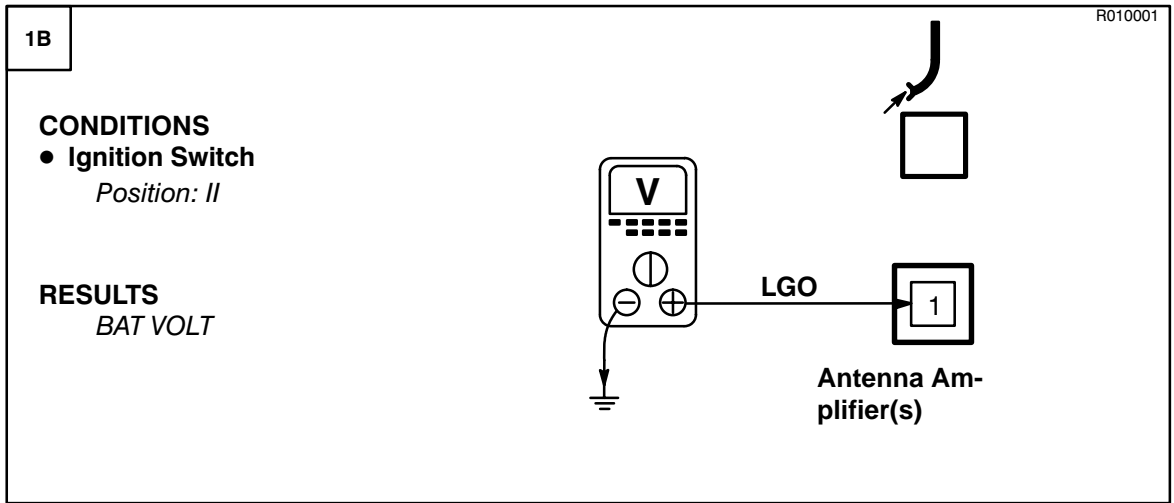 R010001
1B
CONDITIONS
● Ignition Switch
Position: II
RESULTS
BAT VOLT
V
LGO
1
Antenna Am-
plifier(s)